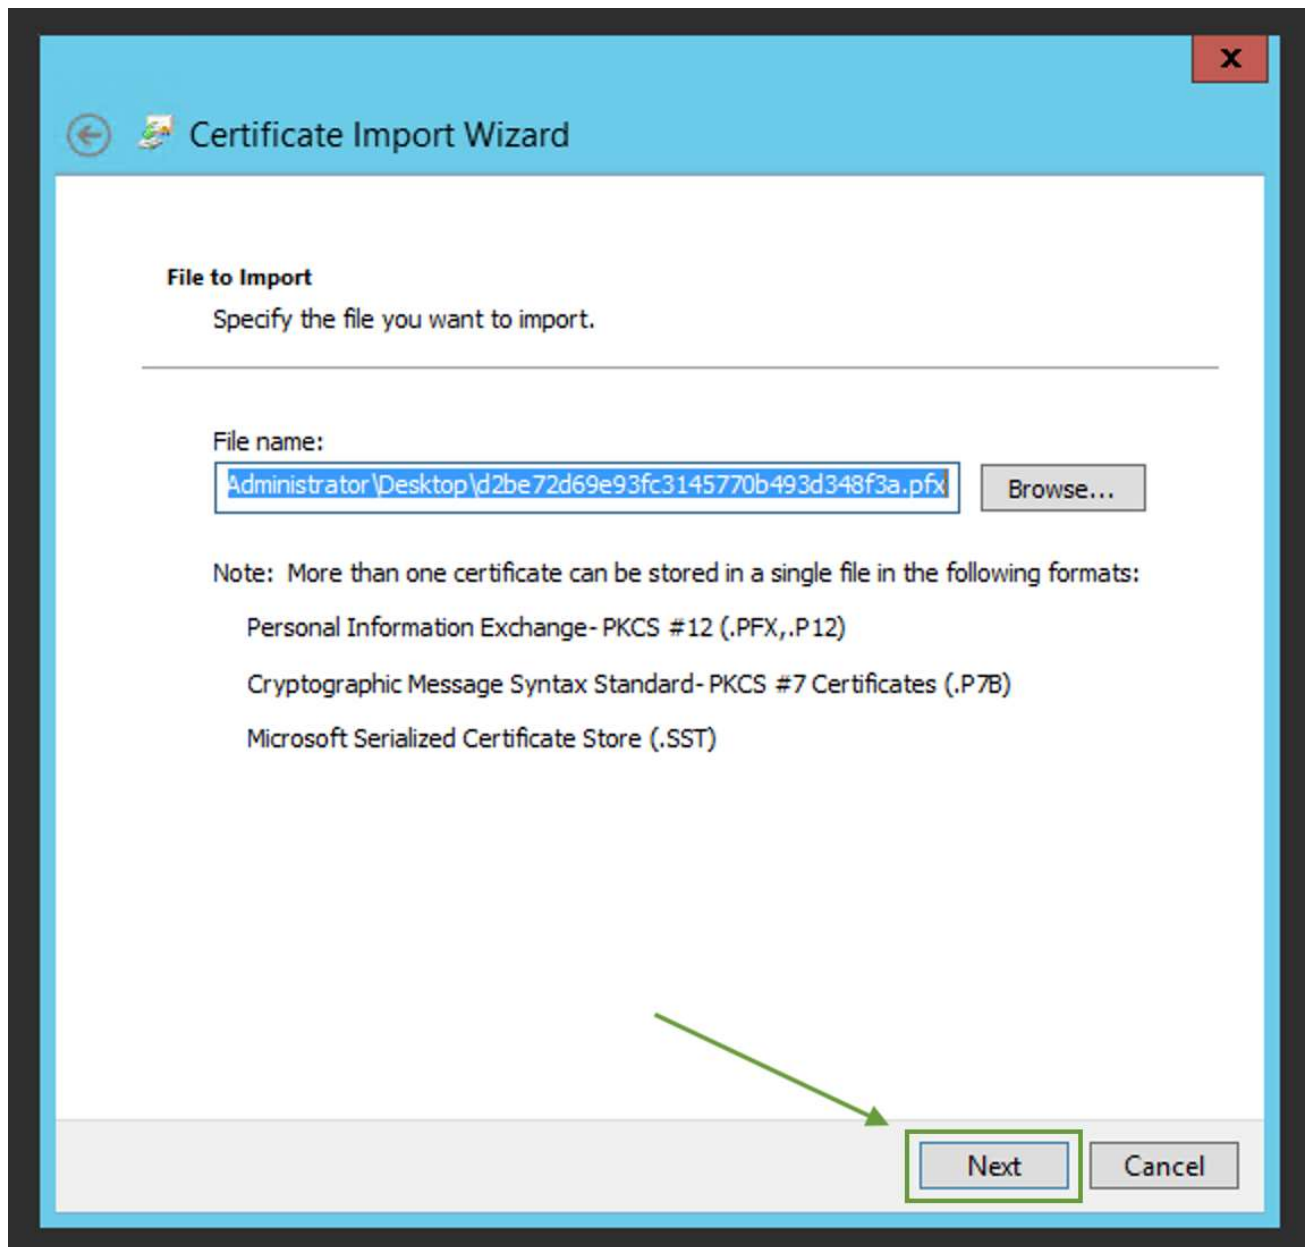 x
Certificate Import Wizard
File to Import
Specify the file you want to import.
File name:
Administrator\Desktop\d2be72d69e93fc3145770b493d348f3a.pfx
Browse...
Note: More than one certificate can be stored in a single file in the following formats:
Personal Information Exchange- PKCS #12 (.PFX,.P12)
Cryptographic Message Syntax Standard- PKCS #7 Certificates (.P7B)
Microsoft Serialized Certificate Store (.SST)
Next Cancel